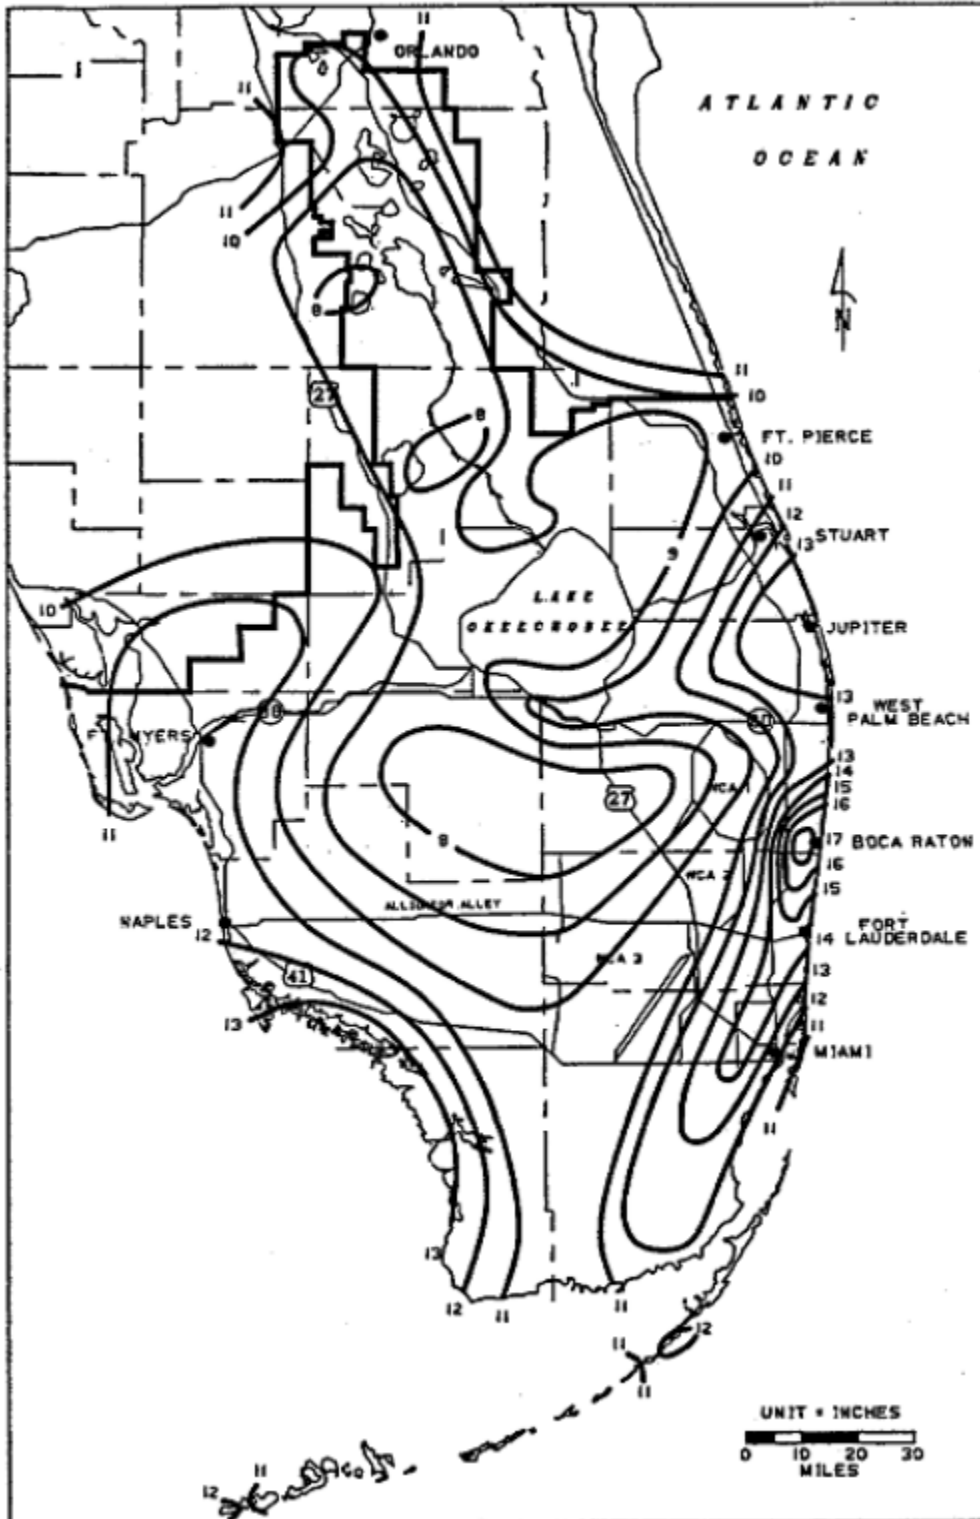 11
ORLANDO
11
ATLANTIC
OCEAN
11
10
8
N
27
11
10
8
FT. PIERCE
10
11
12
STUART
13
9
LAKE
OKEECHOBEE
10
JUPITER
13
WEST
PALM BEACH
80
FT. MYERS
13
14
15
16
WCA 1
27
11
8
17 BOCA RATON
16
WCA 2
15
ALLIGATOR ALLEY
NAPLES
12
FORT
LAUDERDALE
14
WCA 3
13
41
12
13
11
MIAMI
11
13
12
11
11
12
11
11
UNIT = INCHES
0 10 20 30
MILES
11
12